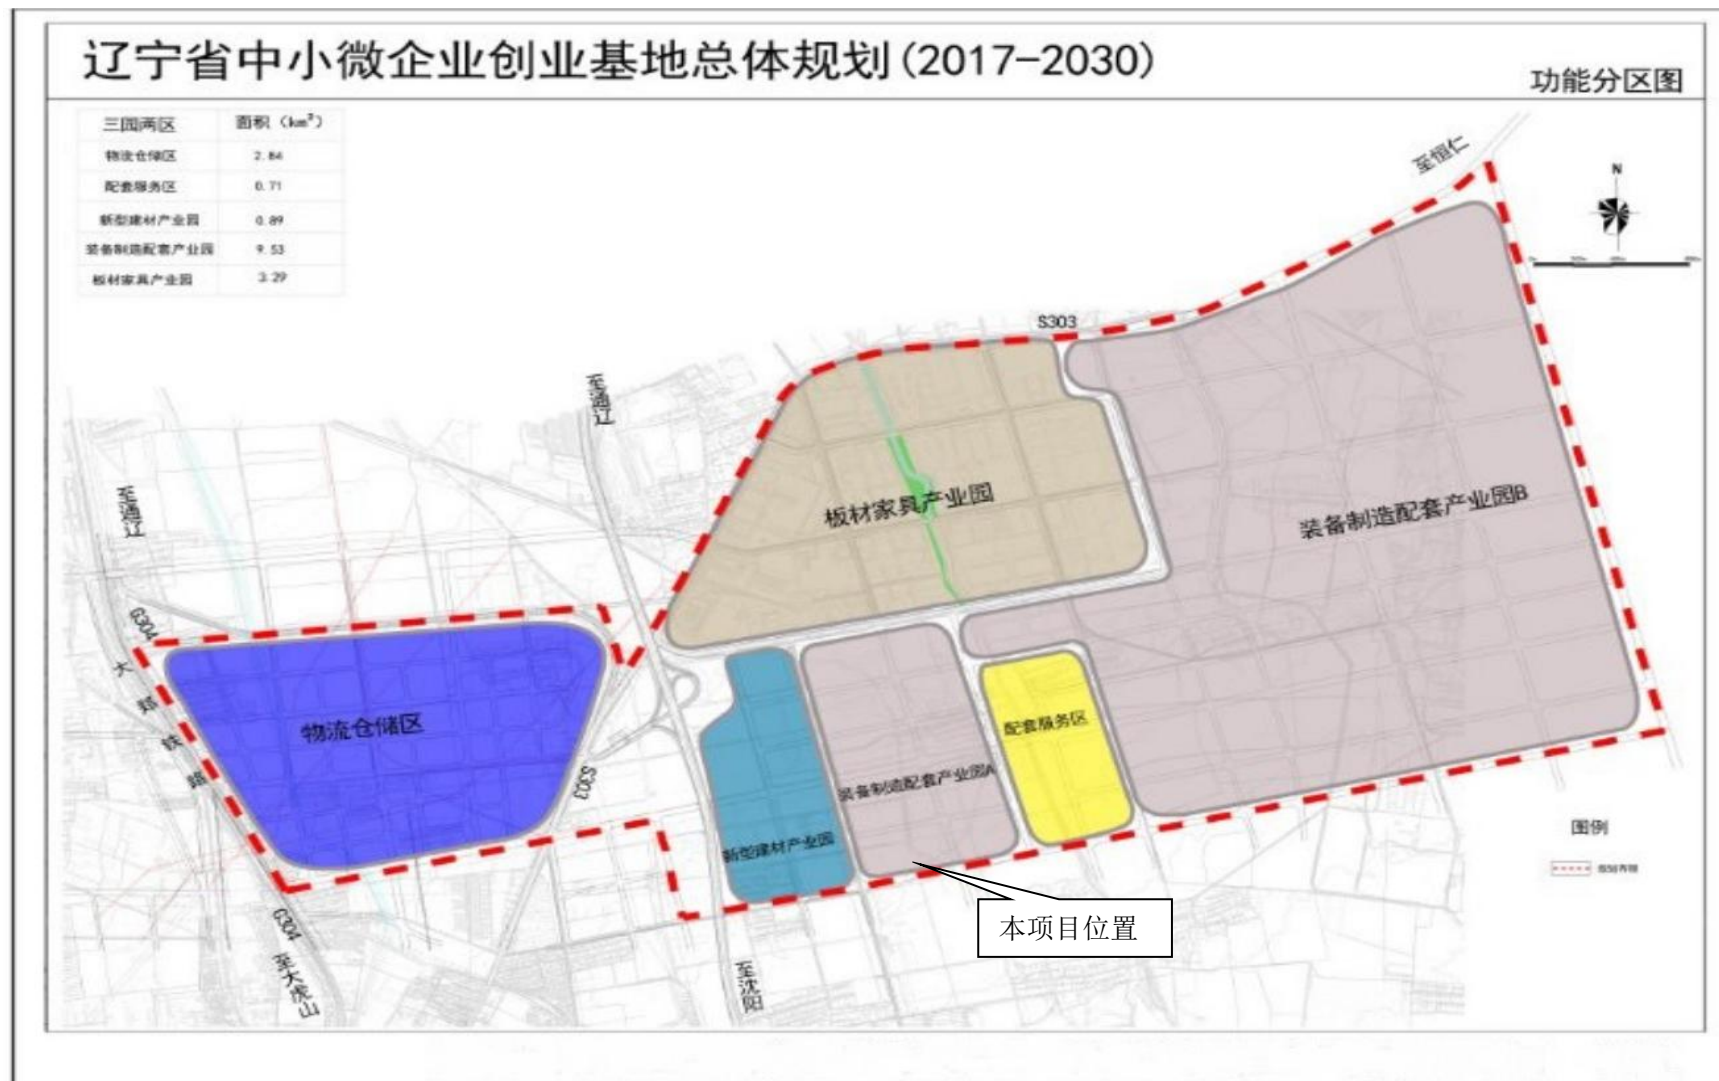 辽宁省中小微企业创业基地总体规划(2017-2030)
功能分区图
三园两区 面积（km²）
物流仓储区 2.84
配套服务区 0.71
新型建材产业园 0.89
装备制造配套产业园 9.53
板材家具产业园 3.29
至恒仁
N
S303
至通辽
至通辽
板材家具产业园
装备制造配套产业园B
G304
大郑铁路
物流仓储区
配套服务区
装备制造配套产业园A
S303
新型建材产业园
图例
本项目位置
G304
至大虎山
至沈阳